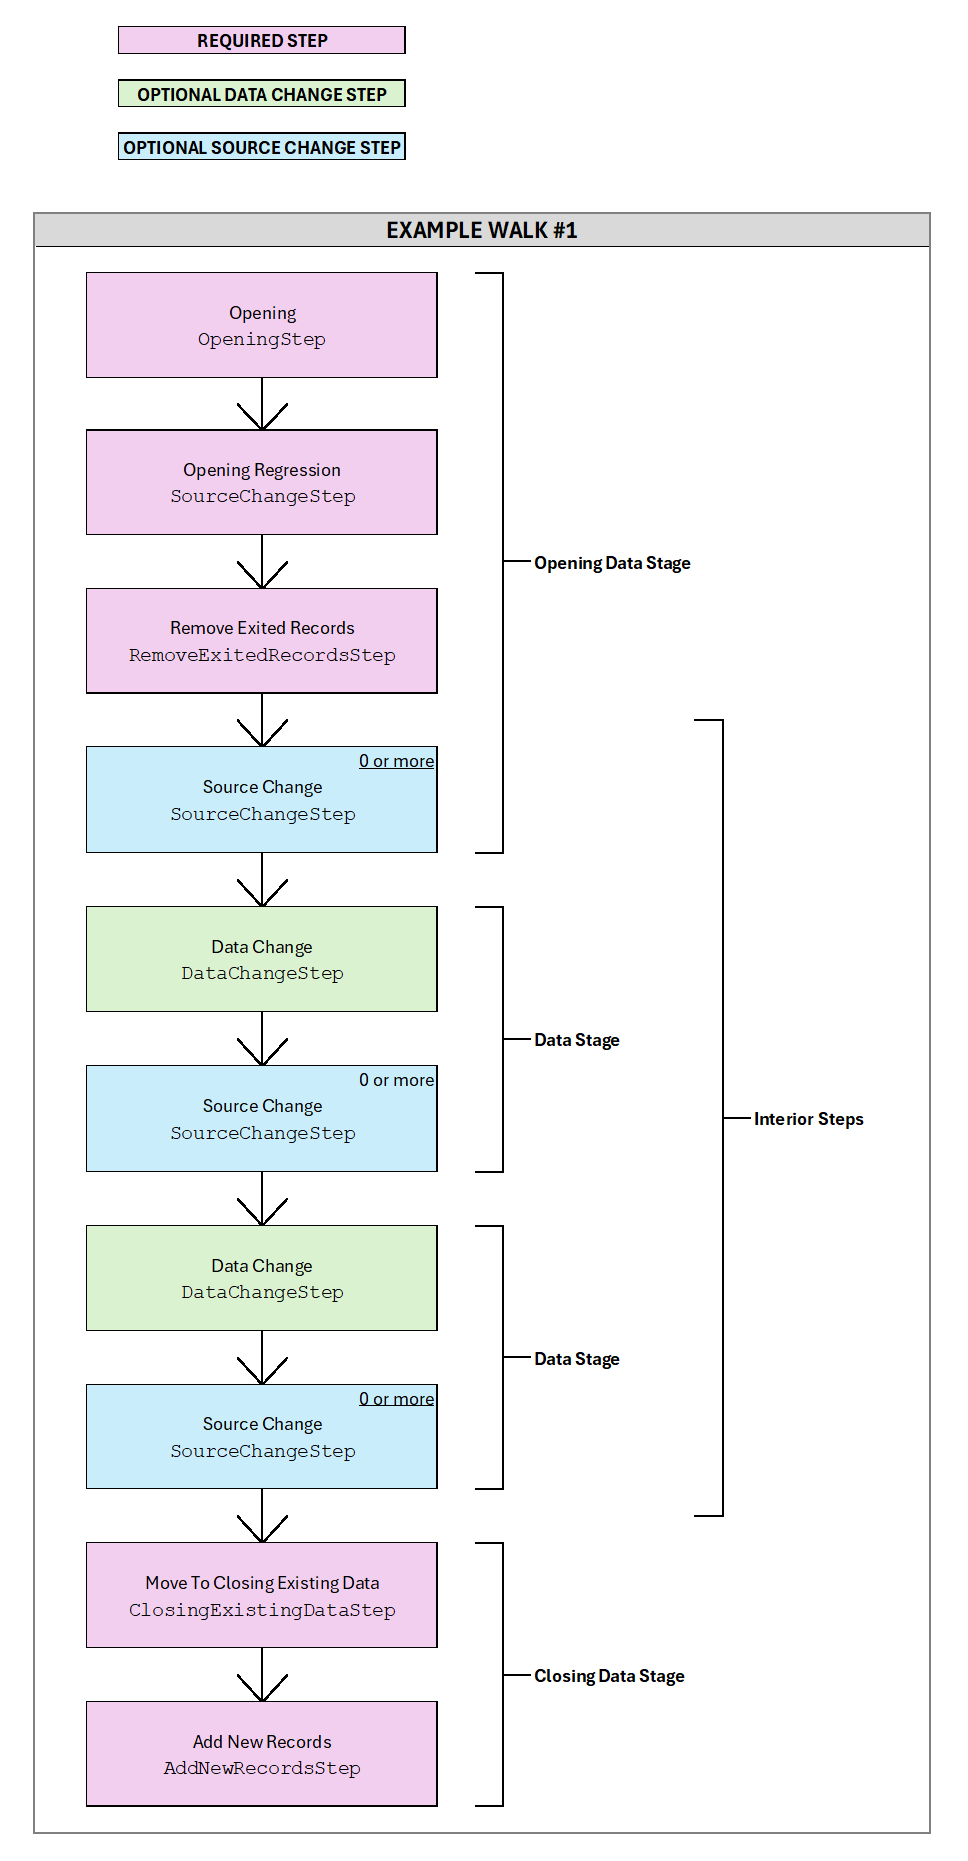 REQUIRED STEP
OPTIONAL DATA CHANGE STEP
OPTIONAL SOURCE CHANGE STEP
EXAMPLE WALK #1
Opening
OpeningStep
Opening Regression
SourceChangeStep
Opening Data Stage
Remove Exited Records
RemoveExitedRecordsStep
0 or more
Source Change
SourceChangeStep
Data Change
DataChangeStep
Data Stage
0 or more
Source Change
SourceChangeStep
Interior Steps
Data Change
DataChangeStep
Data Stage
0 or more
Source Change
SourceChangeStep
Move To Closing Existing Data
ClosingExistingDataStep
Closing Data Stage
Add New Records
AddNewRecordsStep